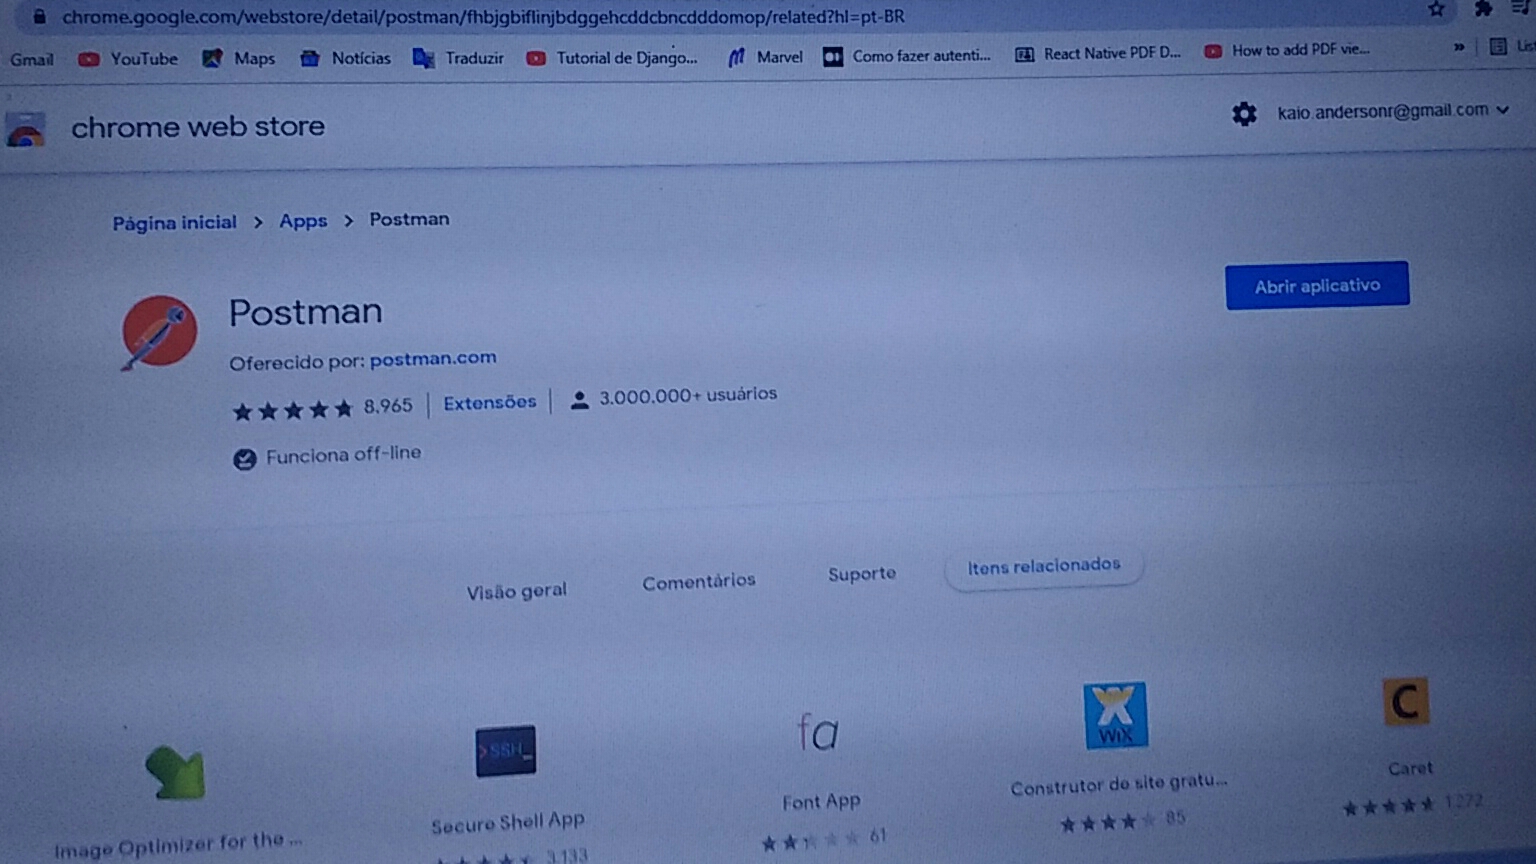 chrome.google.com/webstore/detail/postman/fhbjgbiflinjbdggehcddcbncdddomop/related?hl=pt-BR
Gmail YouTube Maps Notícias Traduzir Tutorial de Django... Marvel Como fazer autenti... React Native PDF D... How to add PDF vie... » List
chrome web store kaio.andersonr@gmail.com
Página inicial > Apps > Postman
Postman Abrir aplicativo
Oferecido por: postman.com
8.965 | Extensões | 3.000.000+ usuários
Funciona off-line
Visão geral Comentários Suporte Itens relacionados
>SSH_ fa WiX C
Image Optimizer for the ... Secure Shell App Font App Construtor de site gratu... Caret
3.133 61 85 1.272